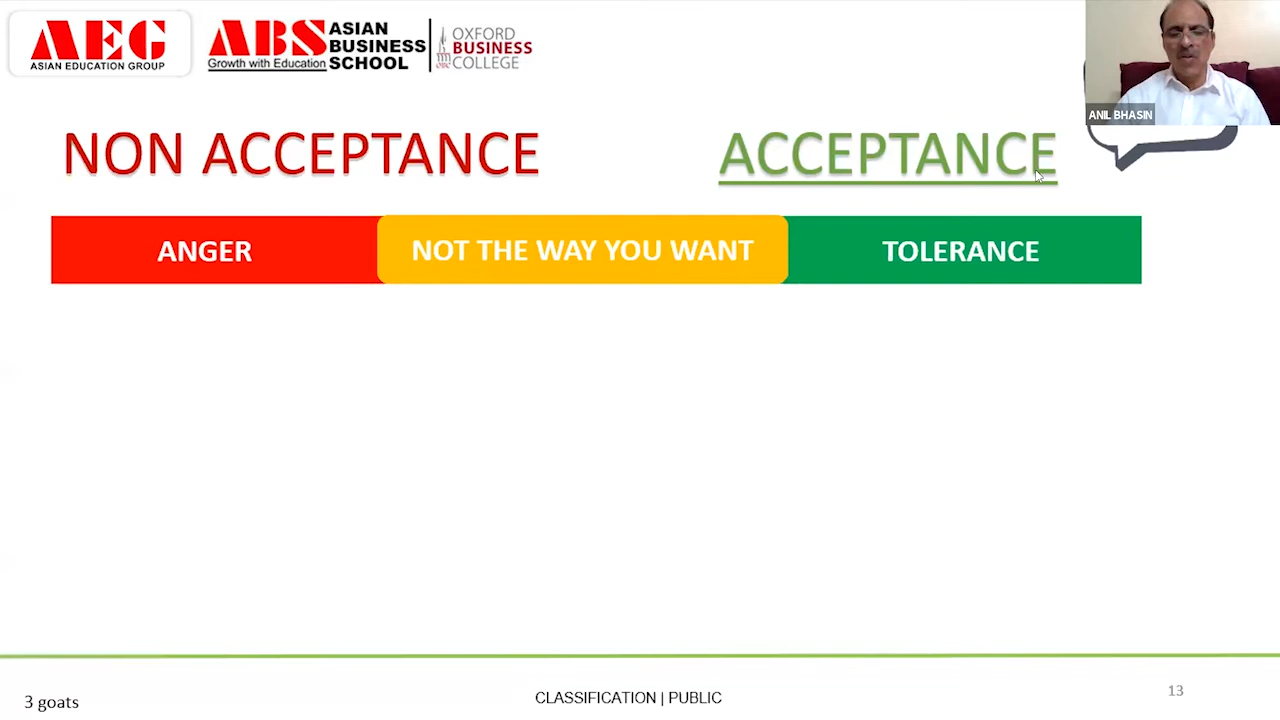 AEG
ASIAN EDUCATION GROUP
ABS ASIAN BUSINESS SCHOOL
Growth with Education
OXFORD BUSINESS COLLEGE
ANIL BHASIN
NON ACCEPTANCE
ACCEPTANCE
ANGER
NOT THE WAY YOU WANT
TOLERANCE
3 goats
CLASSIFICATION | PUBLIC
13